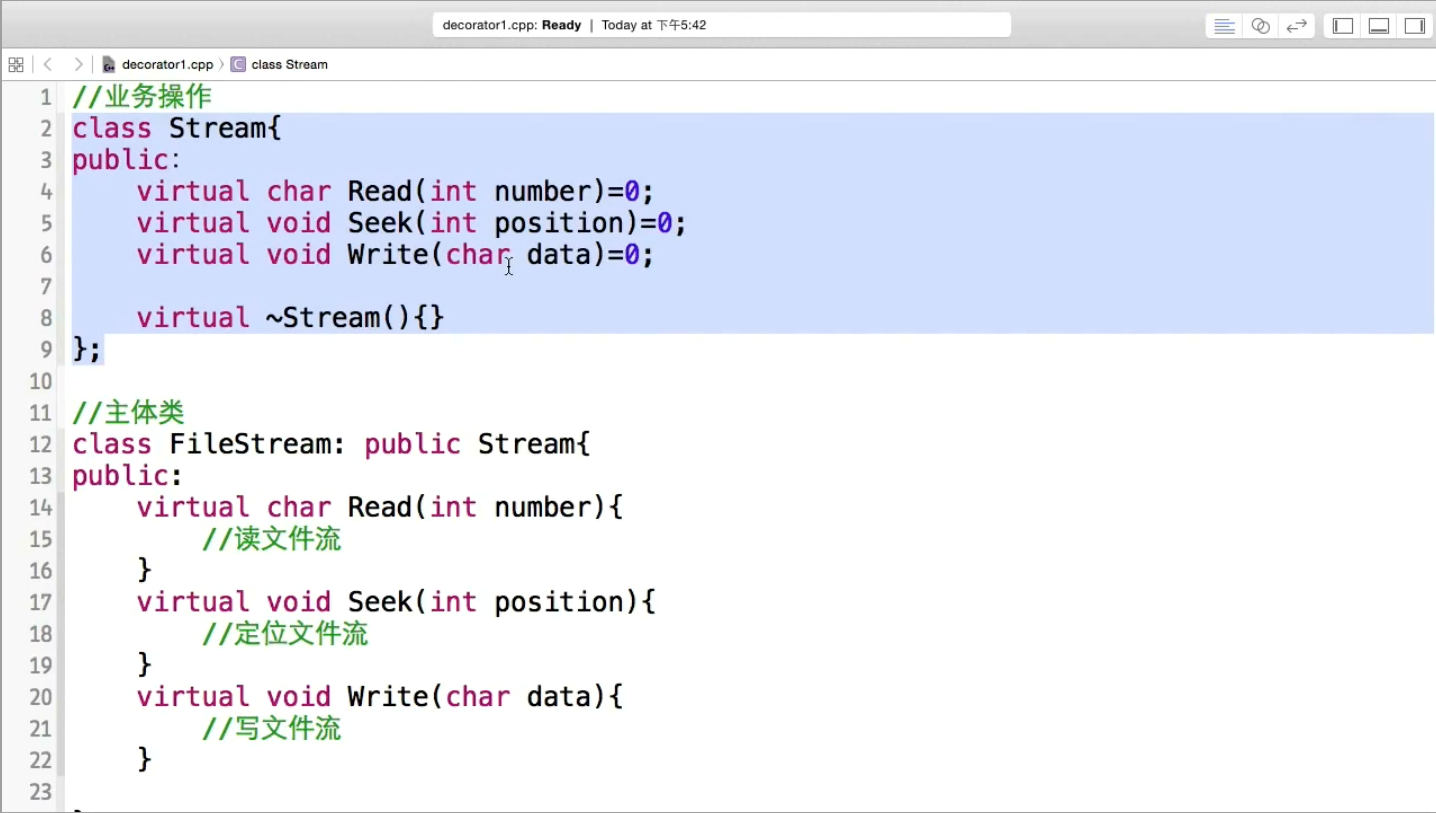 decorator1.cpp: Ready | Today at 下午5:42
decorator1.cpp 〉 class Stream
1 //业务操作
2 class Stream{
3 public：
4     virtual char Read(int number)=0;
5     virtual void Seek(int position)=0;
6     virtual void Write(char data)=0;
7
8     virtual ~Stream(){}
9 };
10
11 //主体类
12 class FileStream: public Stream{
13 public:
14     virtual char Read(int number){
15         //读文件流
16     }
17     virtual void Seek(int position){
18         //定位文件流
19     }
20     virtual void Write(char data){
21         //写文件流
22     }
23